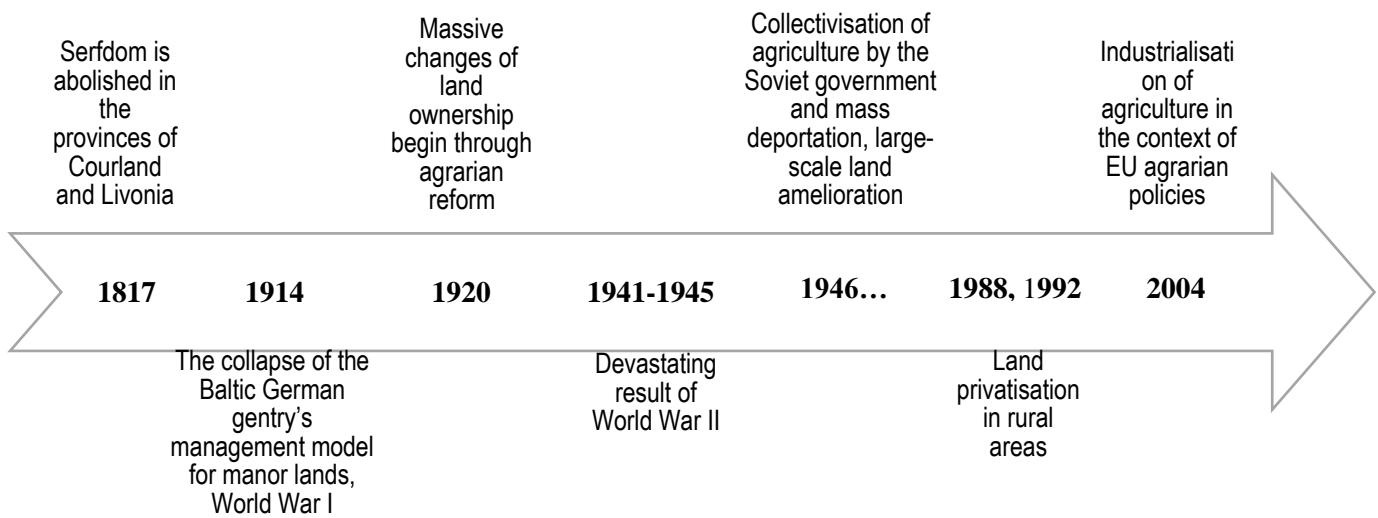 Serfdom is
abolished in
the
provinces of
Courland
and Livonia
Massive
changes of
land
ownership
begin through
agrarian
reform
Collectivisation of
agriculture by the
Soviet government
and mass
deportation, large-
scale land
amelioration
Industrialisati
on of
agriculture in
the context of
EU agrarian
policies
1817 1914 1920 1941-1945 1946… 1988, 1992 2004
The collapse of the
Baltic German
gentry’s
management model
for manor lands,
World War I
Devastating
result of
World War II
Land
privatisation
in rural
areas